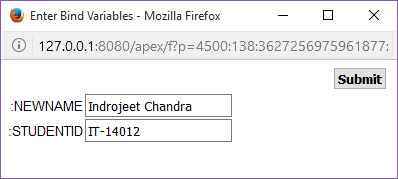 Enter Bind Variables - Mozilla Firefox
127.0.0.1:8080/apex/f?p=4500:138:3627256975961877:
Submit
:NEWNAME Indrojeet Chandra
:STUDENTID IT-14012